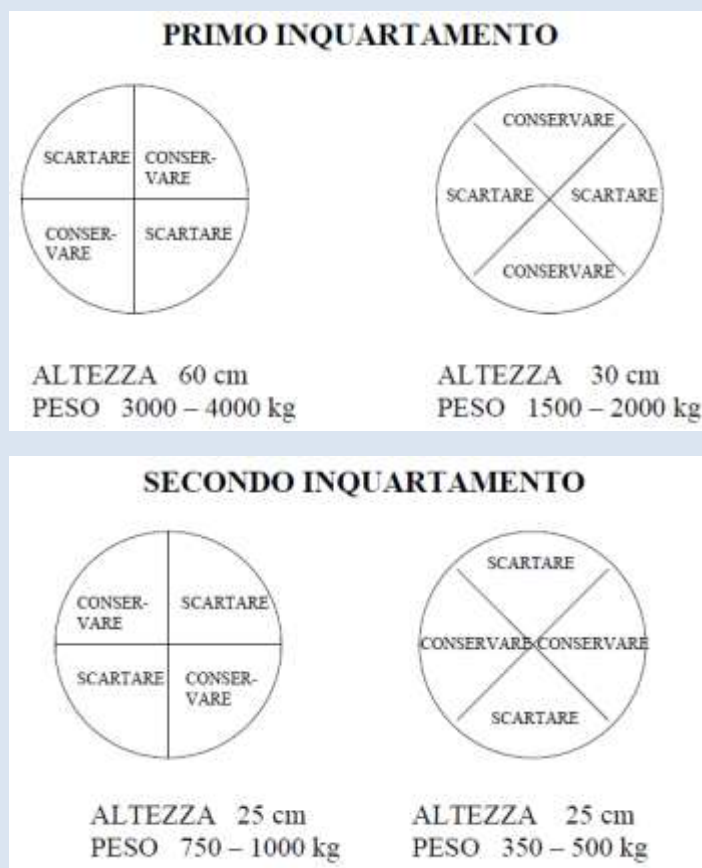 PRIMO INQUARTAMENTO
SCARTARE
CONSER-
VARE
CONSER-
VARE
SCARTARE
CONSERVARE
SCARTARE
SCARTARE
CONSERVARE
ALTEZZA 60 cm
PESO 3000 – 4000 kg
ALTEZZA 30 cm
PESO 1500 – 2000 kg
SECONDO INQUARTAMENTO
CONSER-
VARE
SCARTARE
SCARTARE
CONSER-
VARE
SCARTARE
CONSERVARE
CONSERVARE
SCARTARE
ALTEZZA 25 cm
PESO 750 – 1000 kg
ALTEZZA 25 cm
PESO 350 – 500 kg